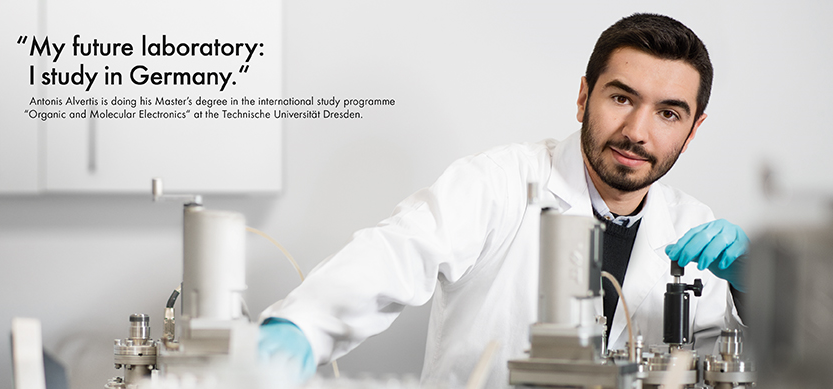 “My future laboratory:
I study in Germany.“
Antonis Alvertis is doing his Master’s degree in the international study programme
“Organic and Molecular Electronics” at the Technische Universität Dresden.